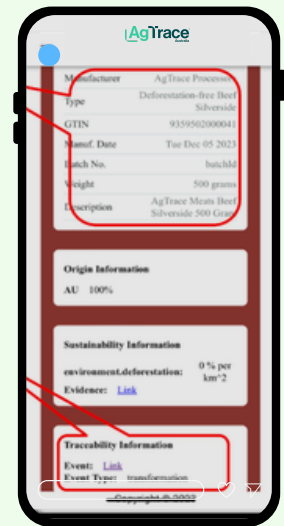 AgTrace
Australia
Manufacturer AgTrace Processor
Type Deforestation-free Beef
Silverside
GTIN 9359502000041
Manuf. Date Tue Dec 05 2023
Batch No. batchId
Weight 500 grams
Description AgTrace Meats Beef
Silverside 500 Gram
Origin Information
AU 100%
Sustainability Information
environment.deforestation: 0 % per
km^2
Evidence: Link
Traceability Information
Event: Link
Event Type: transformation
Copyright ©